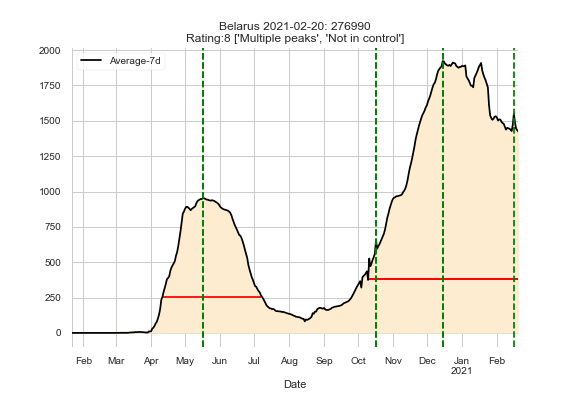 Belarus 2021-02-20: 276990
Rating:8 ['Multiple peaks', 'Not in control']
Average-7d
2000
1750
1500
1250
1000
750
500
250
0
Feb Mar Apr May Jun Jul Aug Sep Oct Nov Dec Jan Feb
2021
Date